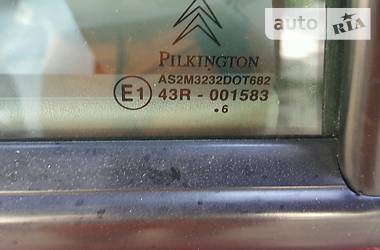 auto
RIA
PILKINGTON
AS2M3232DOT682
E1 43R - 001583
.6